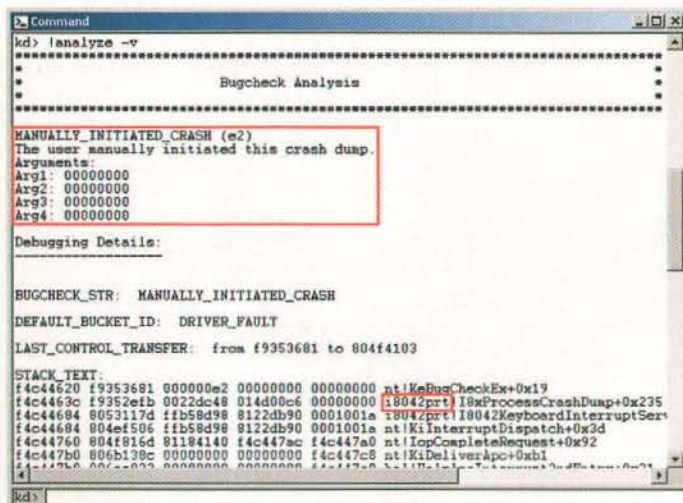 Command
kd> !analyze -v
*******************************************************************************
* *
* Bugcheck Analysis *
* *
*******************************************************************************
MANUALLY_INITIATED_CRASH (e2)
The user manually initiated this crash dump.
Arguments:
Arg1: 00000000
Arg2: 00000000
Arg3: 00000000
Arg4: 00000000
Debugging Details:
------------------
BUGCHECK_STR: MANUALLY_INITIATED_CRASH
DEFAULT_BUCKET_ID: DRIVER_FAULT
LAST_CONTROL_TRANSFER: from f9353681 to 804f4103
STACK_TEXT:
f4c44620 f9353681 000000e2 00000000 00000000 nt!KeBugCheckEx+0x19
f4c4463c f9352efb 0022dc48 014d00c6 00000000 i8042prt!I8xProcessCrashDump+0x235
f4c44684 8053117d ffb58d98 8122db90 0001001a i8042prt!I8042KeyboardInterruptSer
f4c44684 804ef506 ffb58d98 8122db90 0001001a nt!KiInterruptDispatch+0x3d
f4c44760 804f816d 81184140 f4c447ac f4c447a0 nt!IopCompleteRequest+0x92
f4c447b0 806b138c 00000000 00000000 f4c447c8 nt!KiDeliverApc+0xb1
kd>